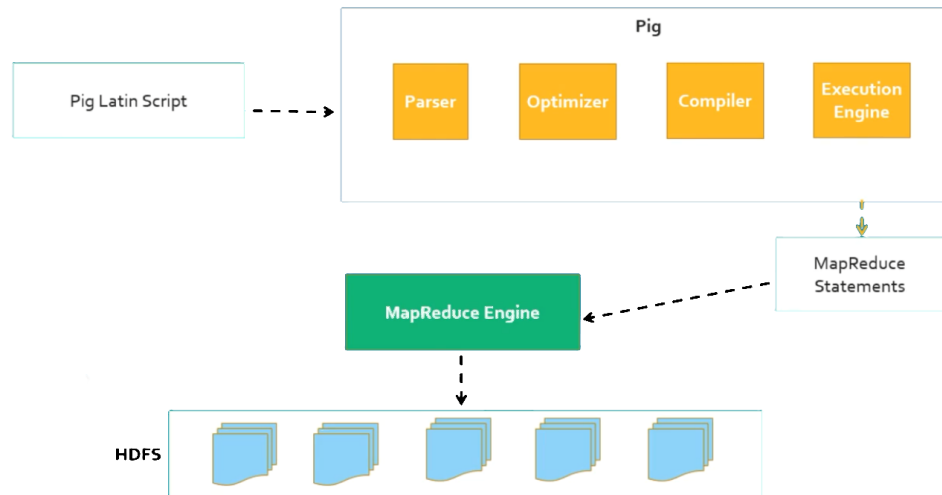 Pig
Pig Latin Script
Parser
Optimizer
Compiler
Execution
Engine
MapReduce
Statements
MapReduce Engine
HDFS